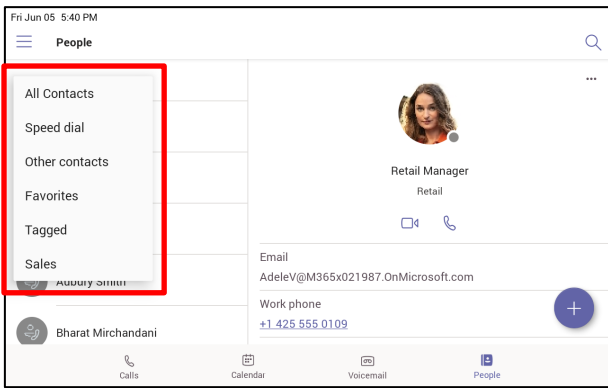 Fri Jun 05 5:40 PM
People
All Contacts
Speed dial
Other contacts
Favorites
Tagged
Sales
Aubury Smith
Bharat Mirchandani
Retail Manager
Retail
Email
AdeleV@M365x021987.OnMicrosoft.com
Work phone
+1 425 555 0109
Calls
Calendar
Voicemail
People